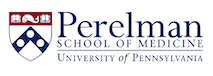 Perelman
SCHOOL OF MEDICINE
UNIVERSITY of PENNSYLVANIA